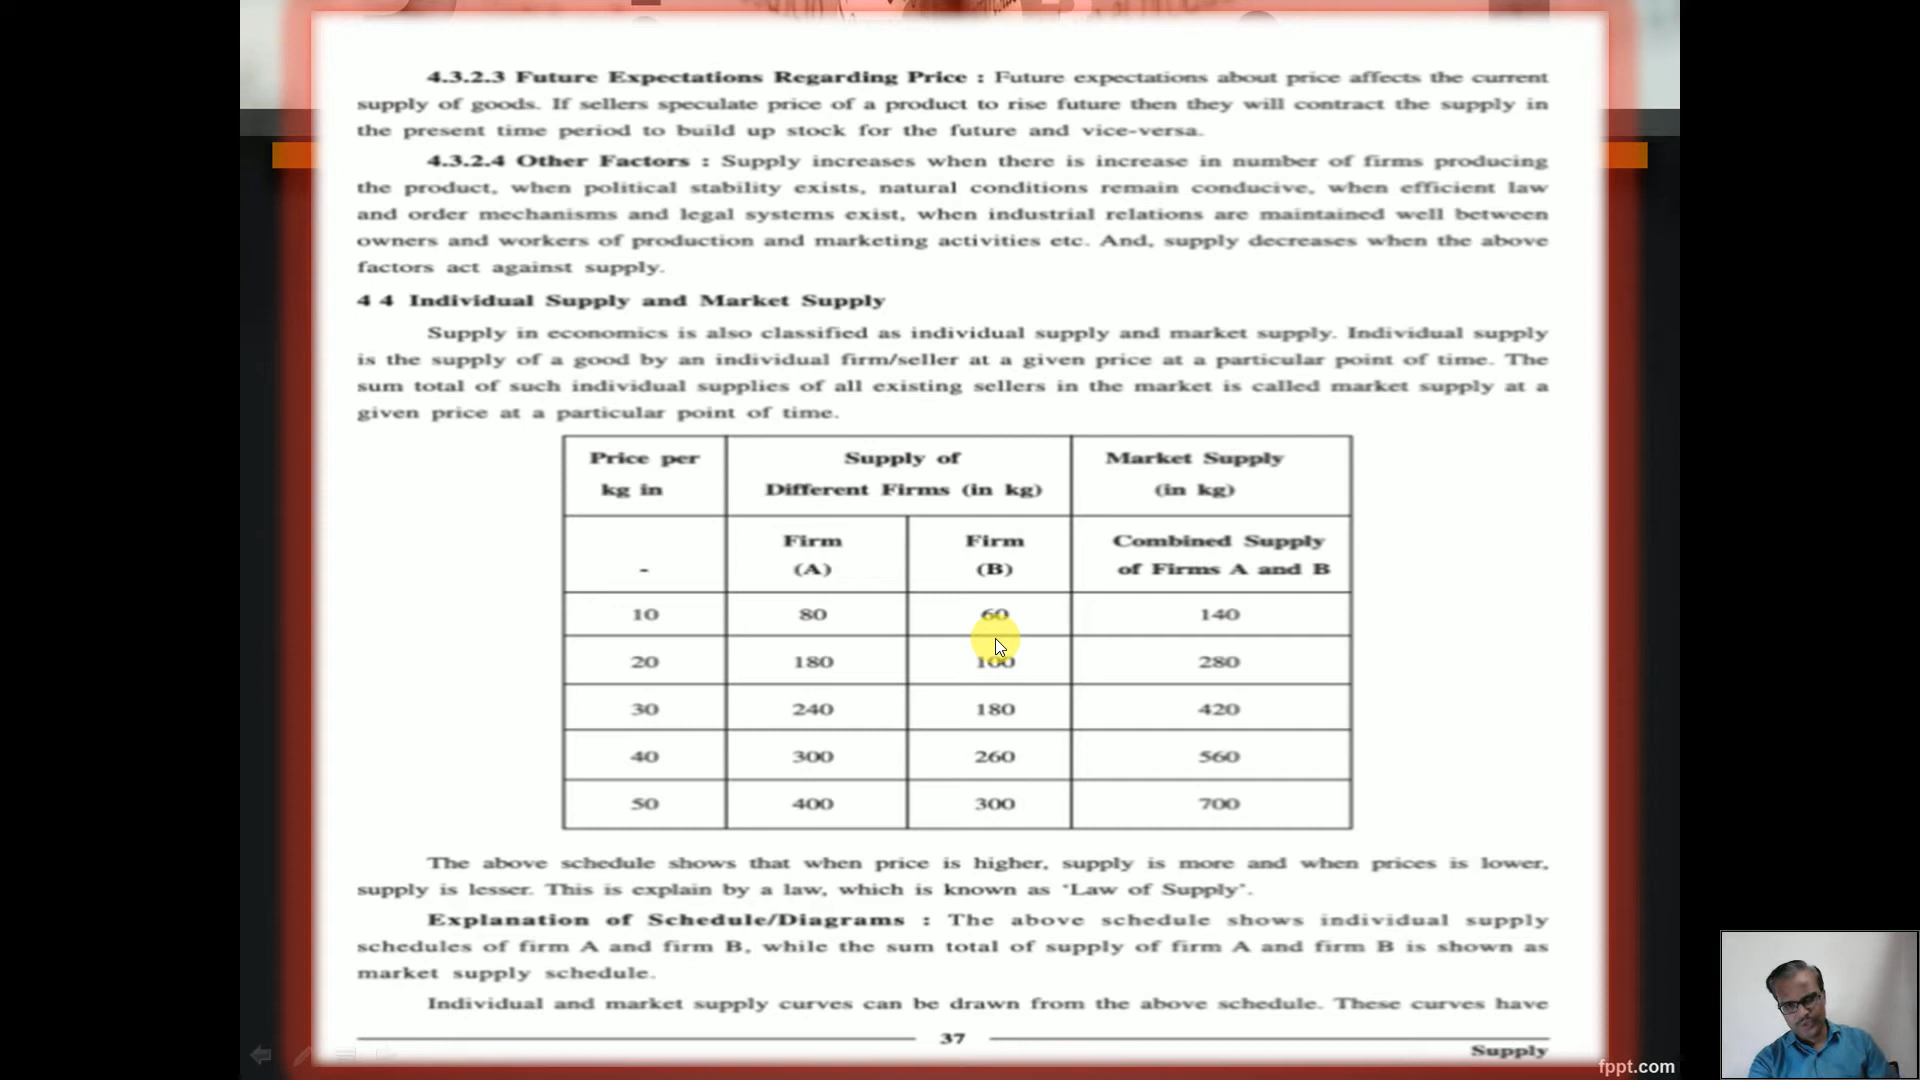 4.3.2.3 Future Expectations Regarding Price : Future expectations about price affects the current
supply of goods. If sellers speculate price of a product to rise future then they will contract the supply in
the present time period to build up stock for the future and vice-versa.
4.3.2.4 Other Factors : Supply increases when there is increase in number of firms producing
the product, when political stability exists, natural conditions remain conducive, when efficient law
and order mechanisms and legal systems exist, when industrial relations are maintained well between
owners and workers of production and marketing activities etc. And, supply decreases when the above
factors act against supply.
4 4 Individual Supply and Market Supply
Supply in economics is also classified as individual supply and market supply. Individual supply
is the supply of a good by an individual firm/seller at a given price at a particular point of time. The
sum total of such individual supplies of all existing sellers in the market is called market supply at a
given price at a particular point of time.
Price per Supply of Market Supply
kg in Different Firms (in kg) (in kg)
Firm Firm Combined Supply
- (A) (B) of Firms A and B
10 80 60 140
20 180 100 280
30 240 180 420
40 300 260 560
50 400 300 700
The above schedule shows that when price is higher, supply is more and when prices is lower,
supply is lesser. This is explain by a law, which is known as 'Law of Supply'.
Explanation of Schedule/Diagrams : The above schedule shows individual supply
schedules of firm A and firm B, while the sum total of supply of firm A and firm B is shown as
market supply schedule.
Individual and market supply curves can be drawn from the above schedule. These curves have
37
Supply
fppt.com